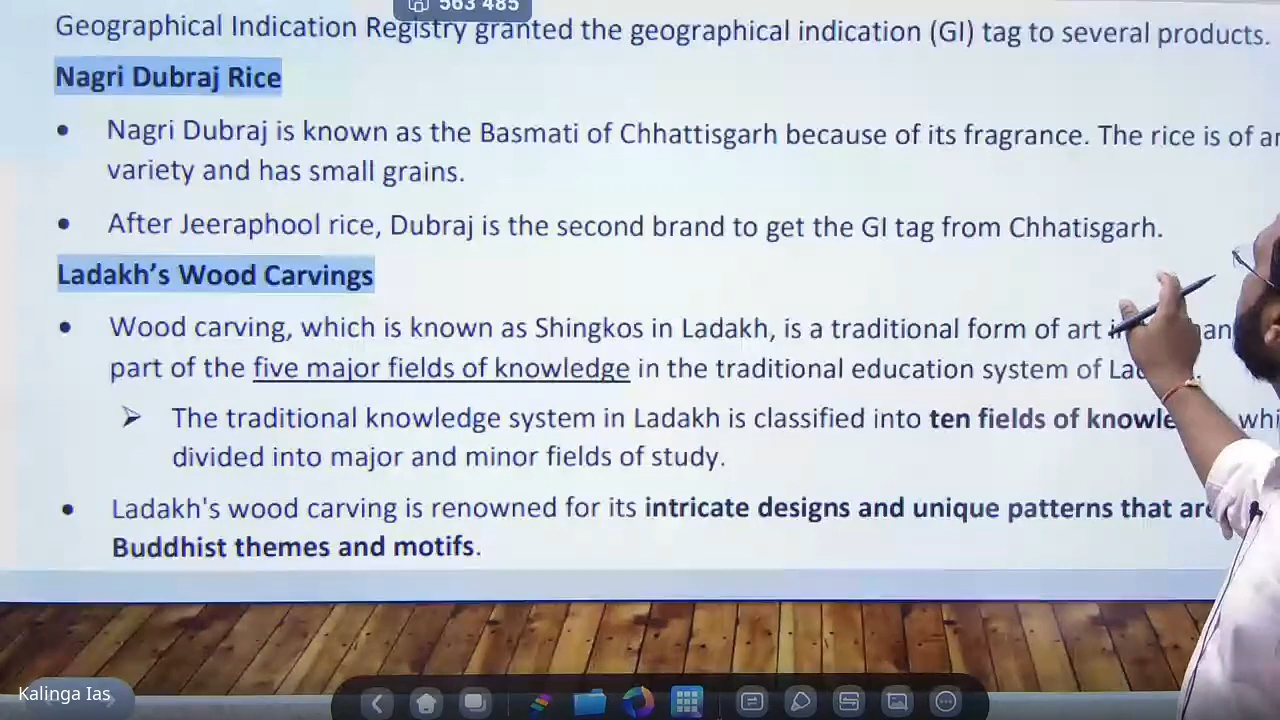 563 485
Geographical Indication Registry granted the geographical indication (GI) tag to several products.
Nagri Dubraj Rice
• Nagri Dubraj is known as the Basmati of Chhattisgarh because of its fragrance. The rice is of
variety and has small grains.
• After Jeeraphool rice, Dubraj is the second brand to get the GI tag from Chhatisgarh.
Ladakh's Wood Carvings
• Wood carving, which is known as Shingkos in Ladakh, is a traditional form of art
part of the five major fields of knowledge in the traditional education system of
➢ The traditional knowledge system in Ladakh is classified into ten fields of
divided into major and minor fields of study.
• Ladakh's wood carving is renowned for its intricate designs and unique patterns that
Buddhist themes and motifs.
Kalinga Ias